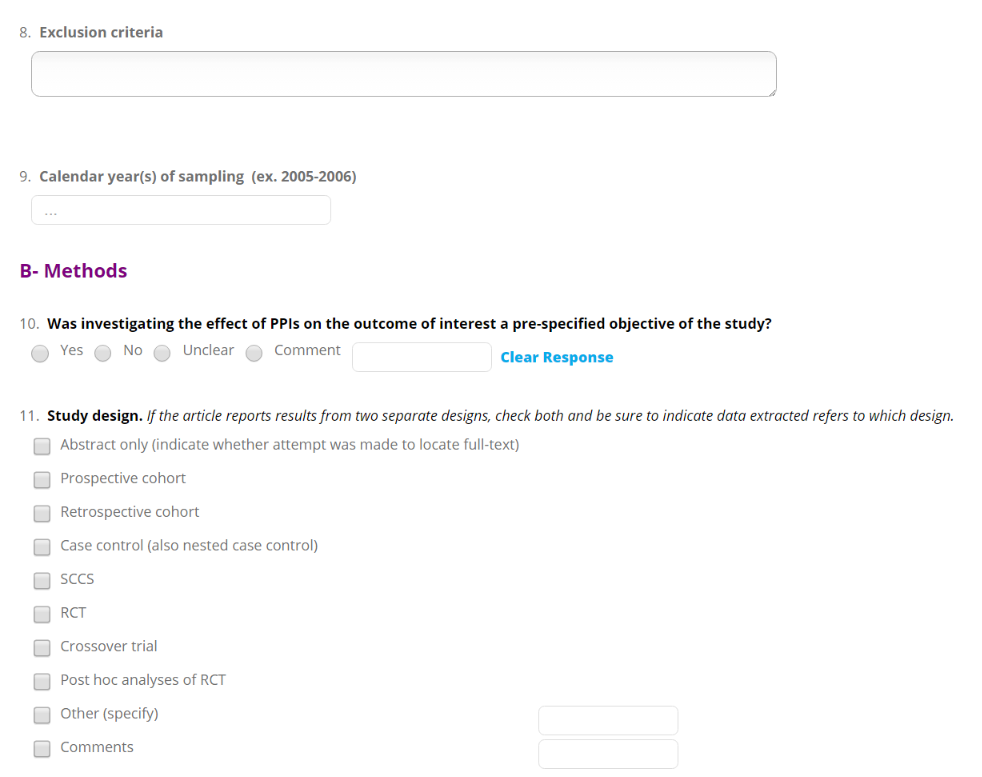 8. Exclusion criteria
9. Calendar year(s) of sampling (ex. 2005-2006)
...
B- Methods
10. Was investigating the effect of PPIs on the outcome of interest a pre-specified objective of the study?
Yes No Unclear Comment Clear Response
11. Study design. If the article reports results from two separate designs, check both and be sure to indicate data extracted refers to which design.
Abstract only (indicate whether attempt was made to locate full-text)
Prospective cohort
Retrospective cohort
Case control (also nested case control)
SCCS
RCT
Crossover trial
Post hoc analyses of RCT
Other (specify)
Comments